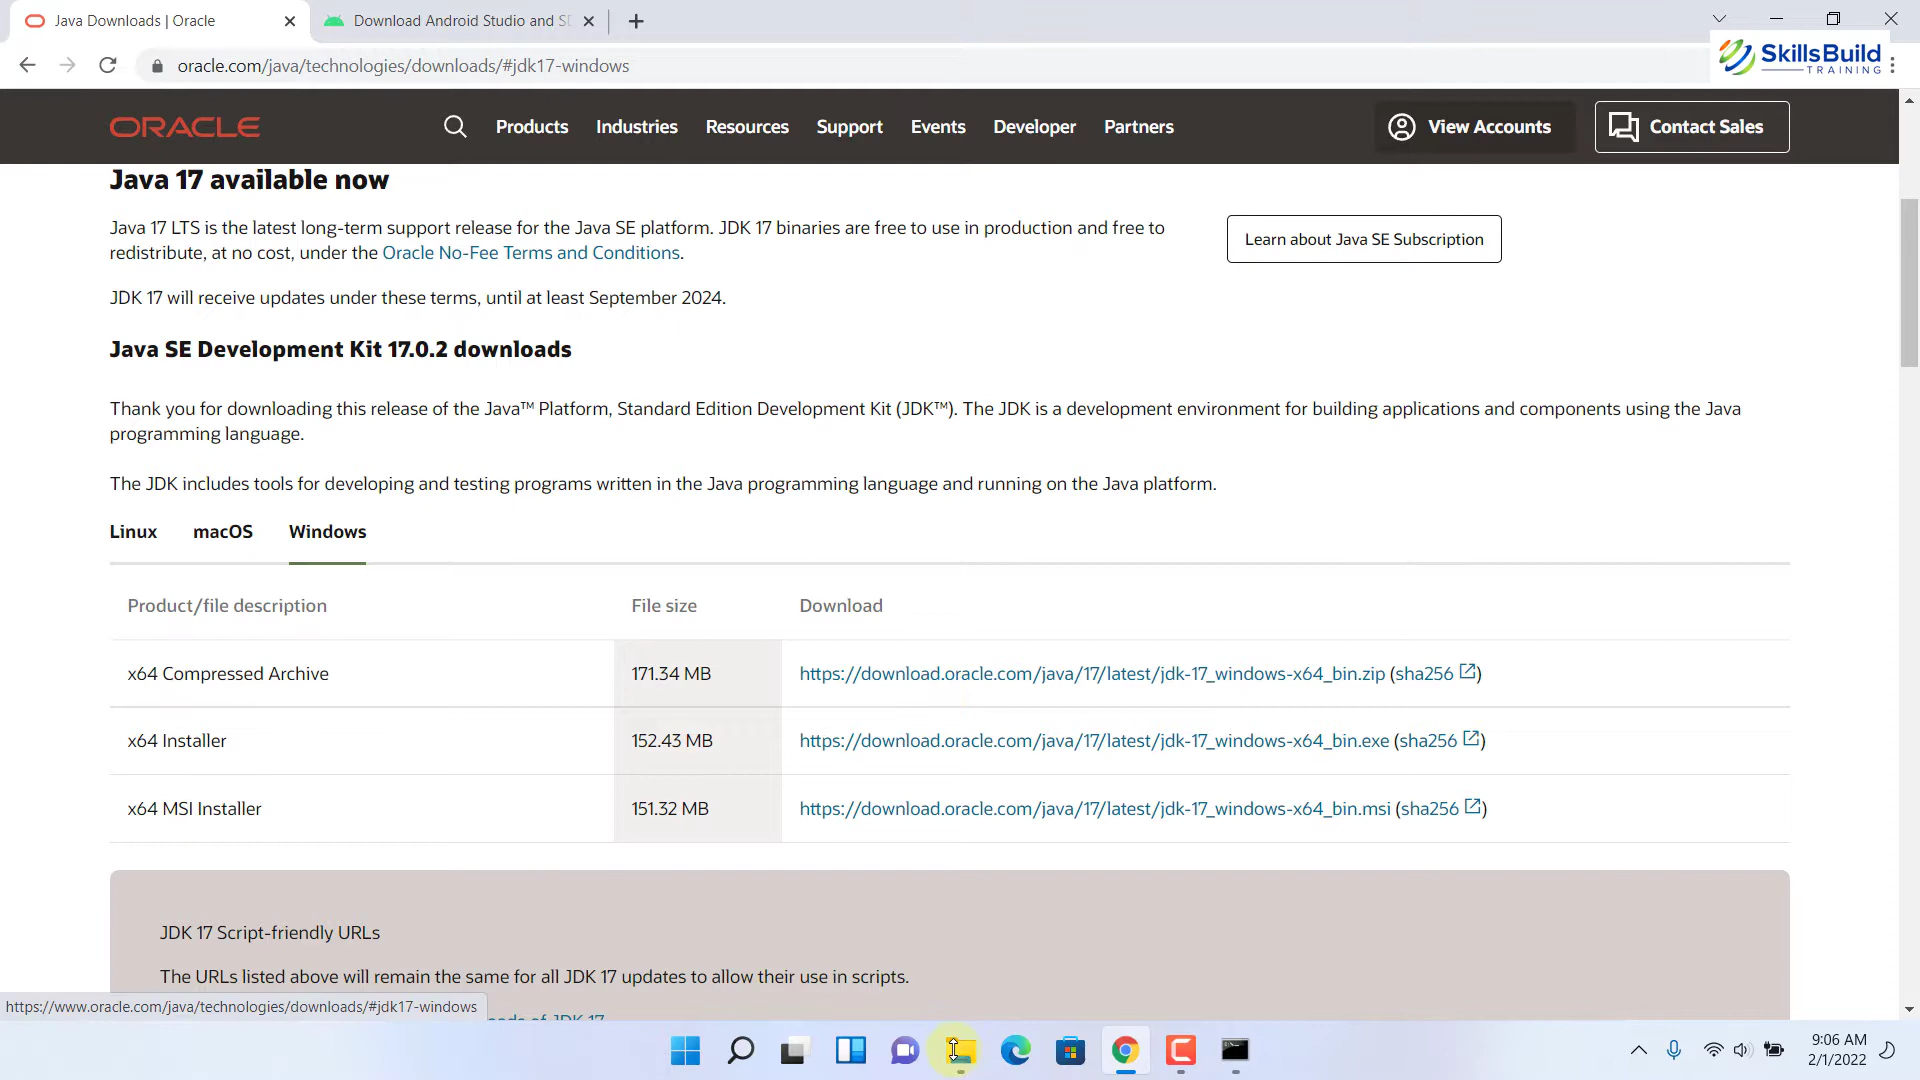 Java Downloads | Oracle
Download Android Studio and S
oracle.com/java/technologies/downloads/#jdk17-windows
SkillsBuild
TRAINING
ORACLE
Products
Industries
Resources
Support
Events
Developer
Partners
View Accounts
Contact Sales
Java 17 available now
Java 17 LTS is the latest long-term support release for the Java SE platform. JDK 17 binaries are free to use in production and free to
redistribute, at no cost, under the Oracle No-Fee Terms and Conditions.
Learn about Java SE Subscription
JDK 17 will receive updates under these terms, until at least September 2024.
Java SE Development Kit 17.0.2 downloads
Thank you for downloading this release of the Java™ Platform, Standard Edition Development Kit (JDK™). The JDK is a development environment for building applications and components using the Java
programming language.
The JDK includes tools for developing and testing programs written in the Java programming language and running on the Java platform.
Linux macOS Windows
Product/file description File size Download
x64 Compressed Archive 171.34 MB https://download.oracle.com/java/17/latest/jdk-17_windows-x64_bin.zip (sha256)
x64 Installer 152.43 MB https://download.oracle.com/java/17/latest/jdk-17_windows-x64_bin.exe (sha256)
x64 MSI Installer 151.32 MB https://download.oracle.com/java/17/latest/jdk-17_windows-x64_bin.msi (sha256)
JDK 17 Script-friendly URLs
The URLs listed above will remain the same for all JDK 17 updates to allow their use in scripts.
https://www.oracle.com/java/technologies/downloads/#jdk17-windows
of JDK 17
9:06 AM
2/1/2022